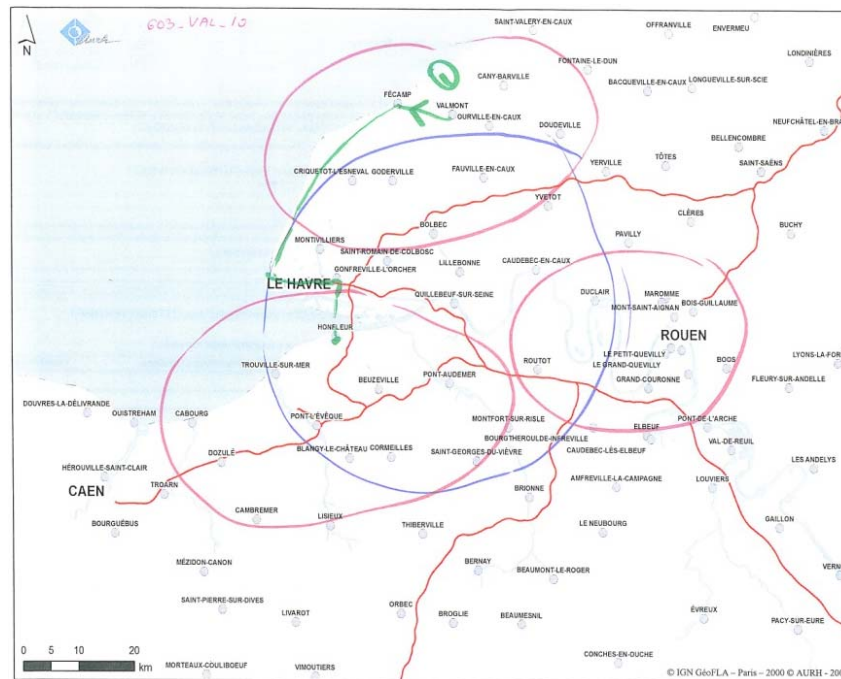 603_VAL_10
N
SAINT-VALERY-EN-CAUX
OFFRANVILLE
ENVERMEU
FONTAINE-LE-DUN
LONDINIÈRES
CANY-BARVILLE
BACQUEVILLE-EN-CAUX
LONGUEVILLE-SUR-SCIE
FÉCAMP
VALMONT
OURVILLE-EN-CAUX
DOUDEVILLE
NEUFCHÂTEL-EN-BRA
BELLENCOMBRE
SAINT-SAËNS
TÔTES
YERVILLE
CRIQUETOT-L'ESNEVAL
GODERVILLE
FAUVILLE-EN-CAUX
YVETOT
CLÈRES
BUCHY
BOLBEC
PAVILLY
MONTIVILLIERS
SAINT-ROMAIN-DE-COLBOSC
GONFREVILLE-L'ORCHER
LILLEBONNE
CAUDEBEC-EN-CAUX
LE HAVRE
QUILLEBEUF-SUR-SEINE
DUCLAIR
MAROMME
MONT-SAINT-AIGNAN
BOIS-GUILLAUME
HONFLEUR
ROUEN
LE PETIT-QUEVILLY
LE GRAND-QUEVILLY
BOOS
LYONS-LA-FOR
TROUVILLE-SUR-MER
BEUZEVILLE
PONT-AUDEMER
ROUTOT
GRAND-COURONNE
FLEURY-SUR-ANDELLE
DOUVRES-LA-DÉLIVRANDE
OUISTREHAM
CABOURG
PONT-L'ÉVÊQUE
MONTFORT-SUR-RISLE
BOURGTHEROULDE-INFREVILLE
ELBEUF
PONT-DE-L'ARCHE
VAL-DE-REUIL
CAUDEBEC-LÈS-ELBEUF
DOZULÉ
BLANGY-LE-CHÂTEAU
CORMEILLES
SAINT-GEORGES-DU-VIÈVRE
HÉROUVILLE-SAINT-CLAIR
LES ANDELYS
CAEN
TROARN
AMFREVILLE-LA-CAMPAGNE
LOUVIERS
BRIONNE
CAMBREMER
BOURGUÉBUS
LISIEUX
THIBERVILLE
LE NEUBOURG
GAILLON
MÉZIDON-CANON
BERNAY
BEAUMONT-LE-ROGER
VERN
SAINT-PIERRE-SUR-DIVES
LIVAROT
ORBEC
BROGLIE
BEAUMESNIL
ÉVREUX
PACY-SUR-EURE
0 5 10 20
km
MORTEAUX-COULIBOEUF
VIMOUTIERS
CONCHES-EN-OUCHE
© IGN GéoFLA – Paris – 2000 © AURH - 200